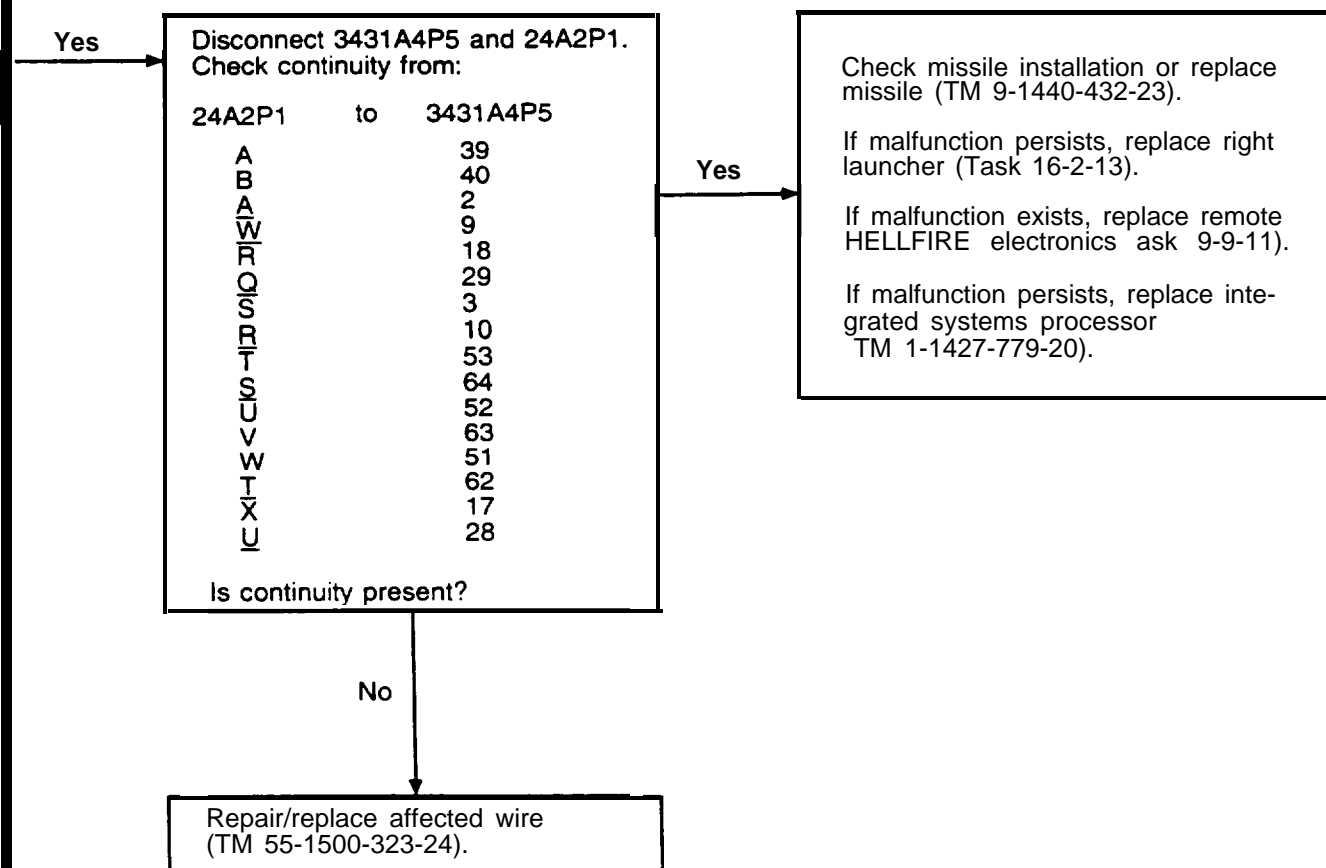 Yes
Disconnect 3431A4P5 and 24A2P1.
Check continuity from:
24A2P1 to 3431A4P5
A 39
B 40
A 2
W 9
R 18
Q 29
S 3
R 10
T 53
S 64
U 52
V 63
W 51
T 62
X 17
U 28
Is continuity present?
Yes
Check missile installation or replace
missile (TM 9-1440-432-23).
If malfunction persists, replace right
launcher (Task 16-2-13).
If malfunction exists, replace remote
HELLFIRE electronics ask 9-9-11).
If malfunction persists, replace inte-
grated systems processor
TM 1-1427-779-20).
No
Repair/replace affected wire
(TM 55-1500-323-24).